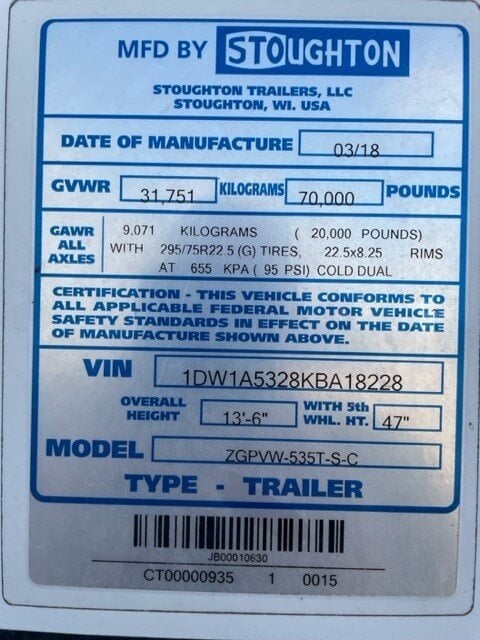 MFD BY STOUGHTON
STOUGHTON TRAILERS, LLC
STOUGHTON, WI. USA
DATE OF MANUFACTURE 03/18
GVWR 31,751 KILOGRAMS 70,000 POUNDS
GAWR ALL AXLES
9.071 KILOGRAMS ( 20,000 POUNDS)
WITH 295/75R22.5 (G) TIRES, 22.5x8.25 RIMS
AT 655 KPA ( 95 PSI) COLD DUAL
CERTIFICATION - THIS VEHICLE CONFORMS TO
ALL APPLICABLE FEDERAL MOTOR VEHICLE
SAFETY STANDARDS IN EFFECT ON THE DATE
OF MANUFACTURE SHOWN ABOVE.
VIN 1DW1A5328KBA18228
OVERALL HEIGHT 13'-6" WITH 5th WHL. HT. 47"
MODEL ZGPVW-535T-S-C
TYPE - TRAILER
JB00010630
CT00000935 1 0015